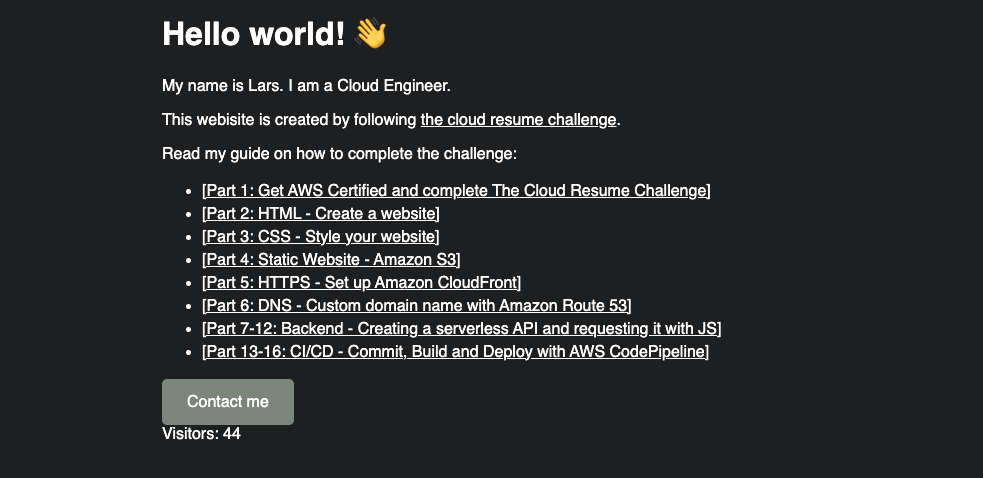 Hello world! 👋
My name is Lars. I am a Cloud Engineer.
This webisite is created by following the cloud resume challenge.
Read my guide on how to complete the challenge:
• [Part 1: Get AWS Certified and complete The Cloud Resume Challenge]
• [Part 2: HTML - Create a website]
• [Part 3: CSS - Style your website]
• [Part 4: Static Website - Amazon S3]
• [Part 5: HTTPS - Set up Amazon CloudFront]
• [Part 6: DNS - Custom domain name with Amazon Route 53]
• [Part 7-12: Backend - Creating a serverless API and requesting it with JS]
• [Part 13-16: CI/CD - Commit, Build and Deploy with AWS CodePipeline]
Contact me
Visitors: 44